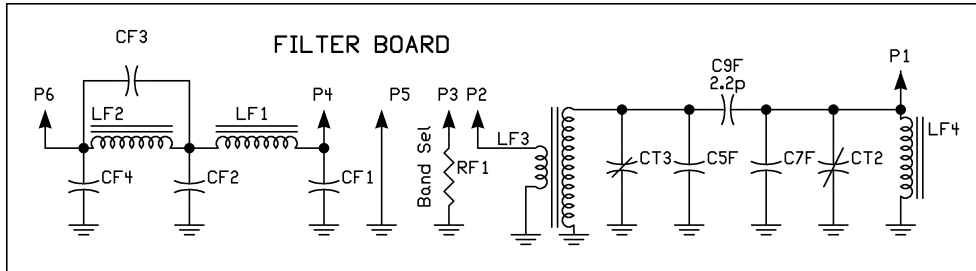 FILTER BOARD
CF3
P6
LF2
LF1
P4
P5
P3
P2
C9F
2.2p
P1
LF3
LF4
Band Sel
RF1
CF4
CF2
CF1
CT3
C5F
C7F
CT2